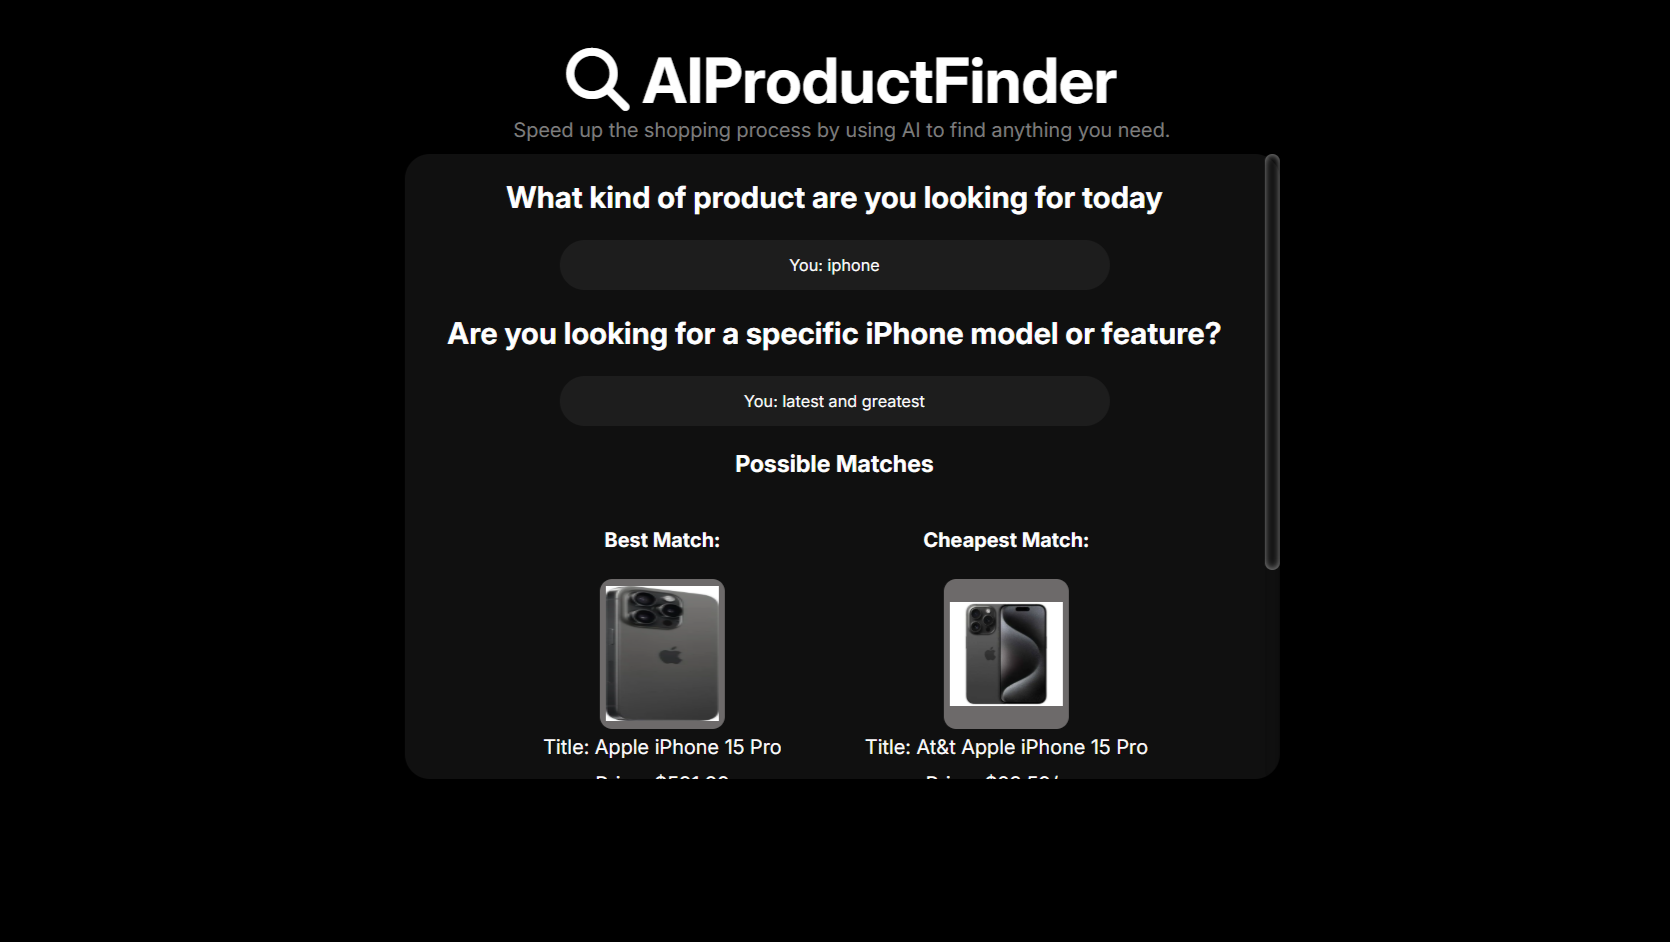 AIProductFinder
Speed up the shopping process by using AI to find anything you need.
What kind of product are you looking for today
You: iphone
Are you looking for a specific iPhone model or feature?
You: latest and greatest
Possible Matches
Best Match:
Cheapest Match:
Title: Apple iPhone 15 Pro
Title: At&t Apple iPhone 15 Pro